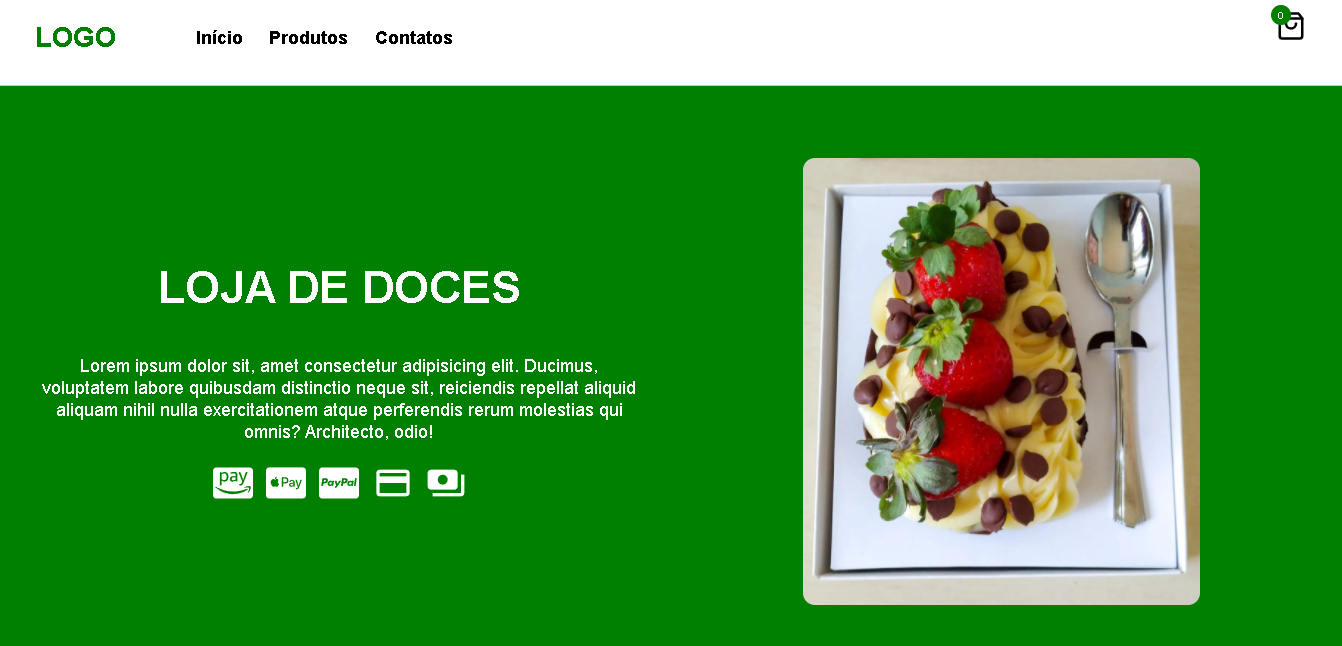 LOGO
Início Produtos Contatos
0
LOJA DE DOCES
Lorem ipsum dolor sit, amet consectetur adipisicing elit. Ducimus,
voluptatem labore quibusdam distinctio neque sit, reiciendis repellat aliquid
aliquam nihil nulla exercitationem atque perferendis rerum molestias qui
omnis? Architecto, odio!
pay Pay PayPal